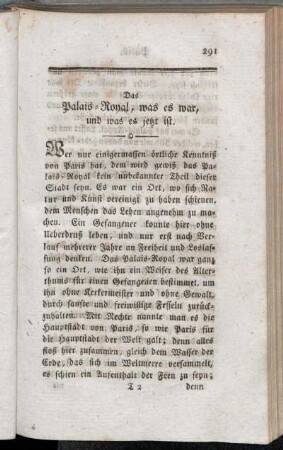 291
Das
Palais-Royal, was es war,
und was es jetzt ist.
Wer nur einigermassen örtliche Kenntniß
von Paris hat, dem wird gewiß das Pa-
lais-Royal kein unbekannter Theil dieser
Stadt seyn. Es war ein Ort, wo sich Na-
tur und Kunst vereinigt zu haben schienen,
dem Menschen das Leben angenehm zu ma-
chen. Ein Gefangener konnte hier ohne
Ueberdruß leben, und nur erst nach Ver-
lauf mehrerer Jahre an Freiheit und Loslas-
sung denken. Das Palais-Royal war ganz
so ein Ort, wie ihn ein Weiser des Alter-
thums für einen Gefangenen bestimmt, um
ihn ohne Kerkermeister und ohne Gewalt,
durch sanfte und freiwillige Fesseln zurück-
zuhalten. Mit Rechte nannte man es die
Hauptstadt von Paris, so wie Paris für
die Hauptstadt der Welt galt; denn alles
floß hier zusammen, gleich dem Wasser der
Erde, das sich im Weltmeere versammelt,
es schien ein Aufenthalt der Feen zu seyn;
T 2 denn